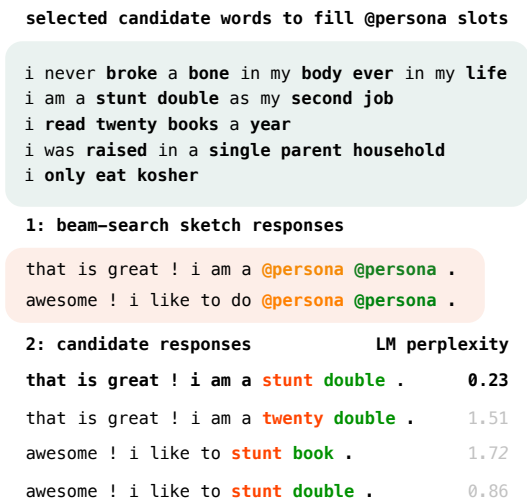 selected candidate words to fill @persona slots
i never broke a bone in my body ever in my life
i am a stunt double as my second job
i read twenty books a year
i was raised in a single parent household
i only eat kosher
1: beam-search sketch responses
that is great ! i am a @persona @persona .
awesome ! i like to do @persona @persona .
2: candidate responses LM perplexity
that is great ! i am a stunt double . 0.23
that is great ! i am a twenty double . 1.51
awesome ! i like to stunt book . 1.72
awesome ! i like to stunt double . 0.86